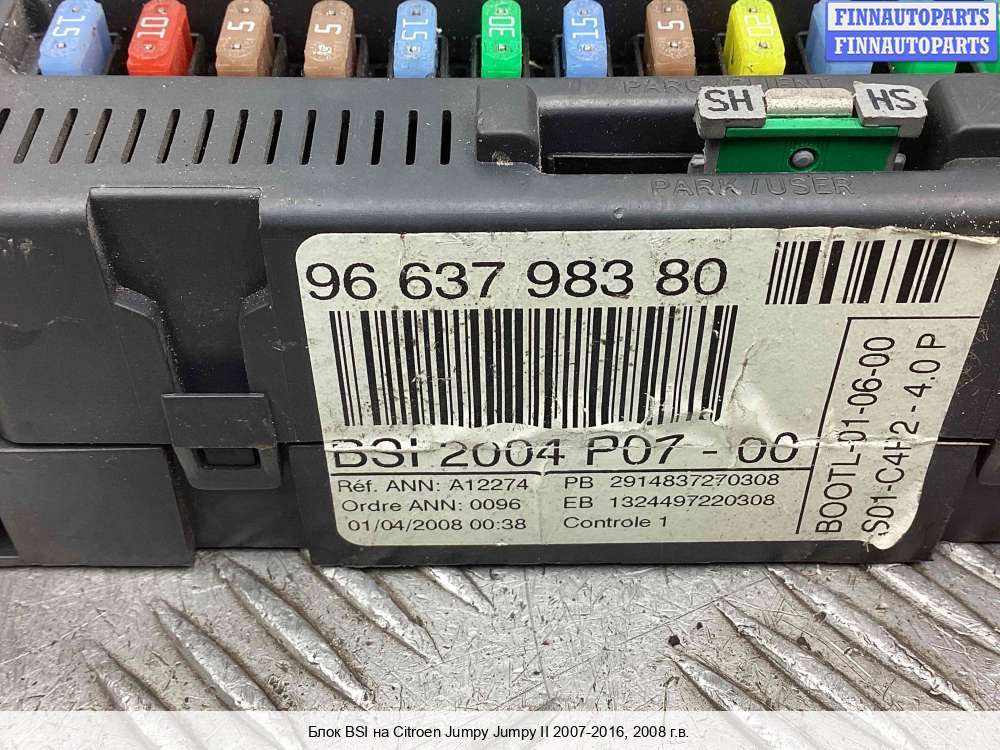 FINNAUTOPARTS
FINNAUTOPARTS
15
10
5
5
15
30
15
5
20
SH
HS
PARK / USER
96 637 983 80
BSI 2004 P07 - 00
Réf. ANN: A12274
PB 2914837270308
Ordre ANN: 0096
EB 1324497220308
01/04/2008 00:38
Controle 1
BOOTL-01-06-00
S01-C4H2-4.0P
Блок BSI на Citroen Jumpy Jumpy II 2007-2016, 2008 г.в.